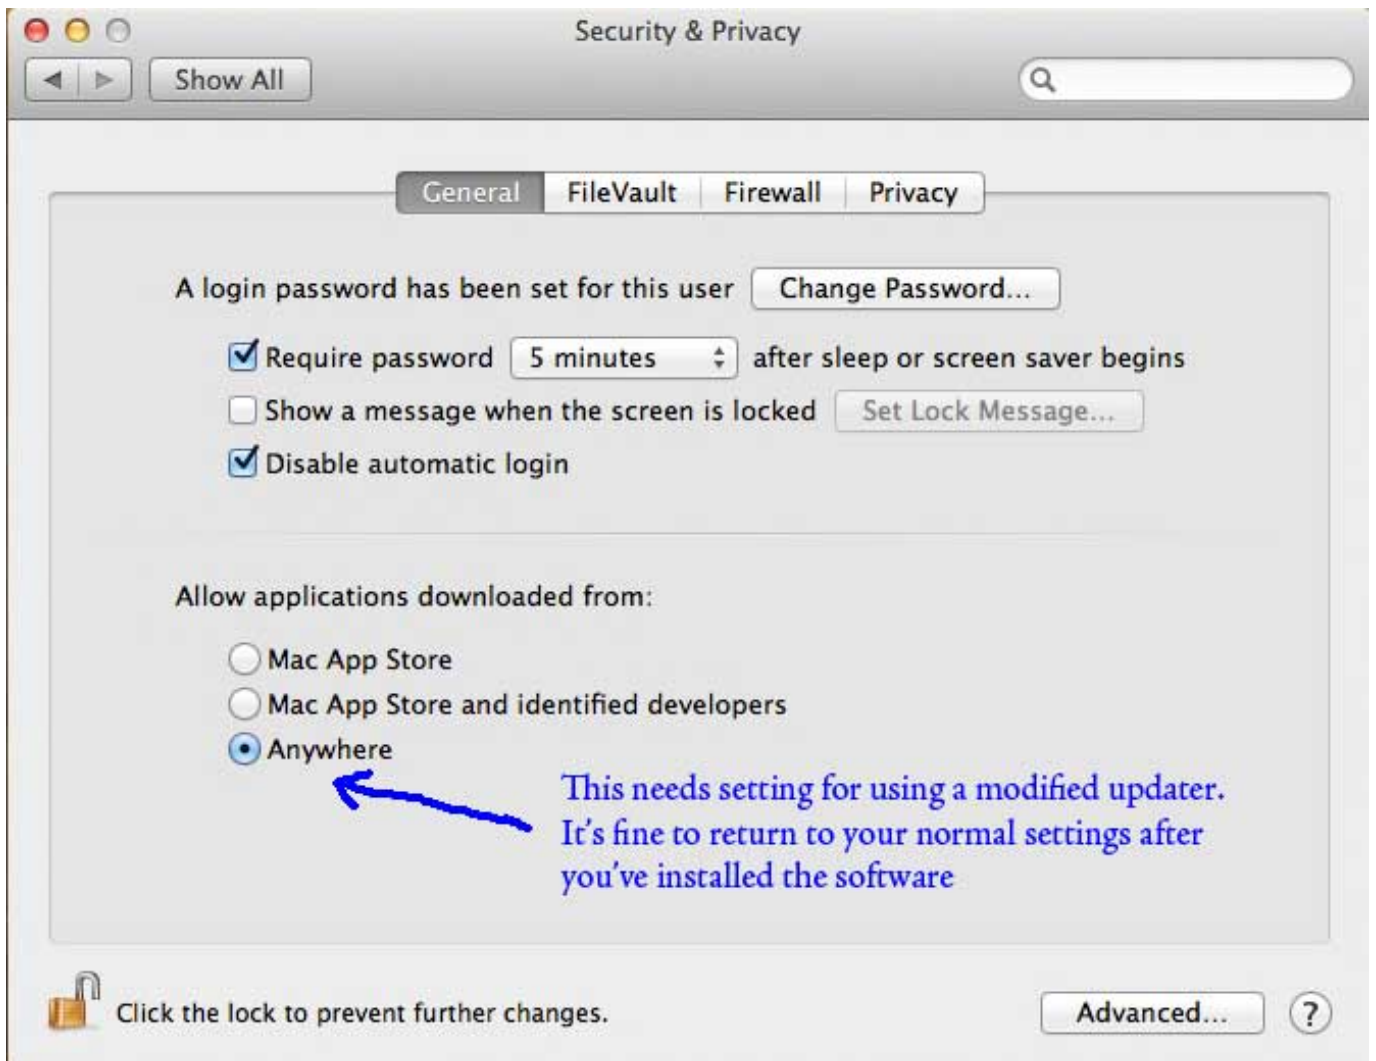 Security & Privacy
Show All
General FileVault Firewall Privacy
A login password has been set for this user Change Password...
Require password 5 minutes after sleep or screen saver begins
Show a message when the screen is locked Set Lock Message...
Disable automatic login
Allow applications downloaded from:
Mac App Store
Mac App Store and identified developers
Anywhere
This needs setting for using a modified updater.
It's fine to return to your normal settings after
you've installed the software
Click the lock to prevent further changes. Advanced... ?